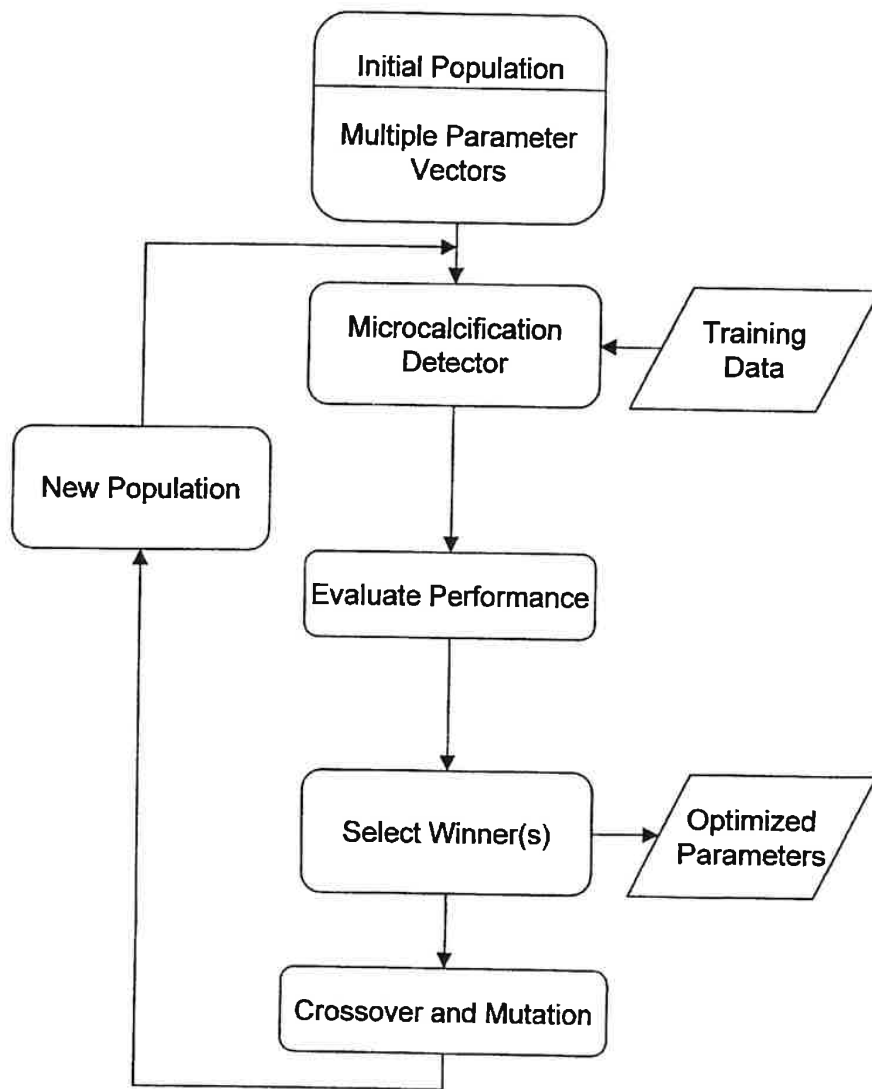 Initial Population
Multiple Parameter
Vectors
Microcalcification
Detector
Training
Data
New Population
Evaluate Performance
Select Winner(s)
Optimized
Parameters
Crossover and Mutation